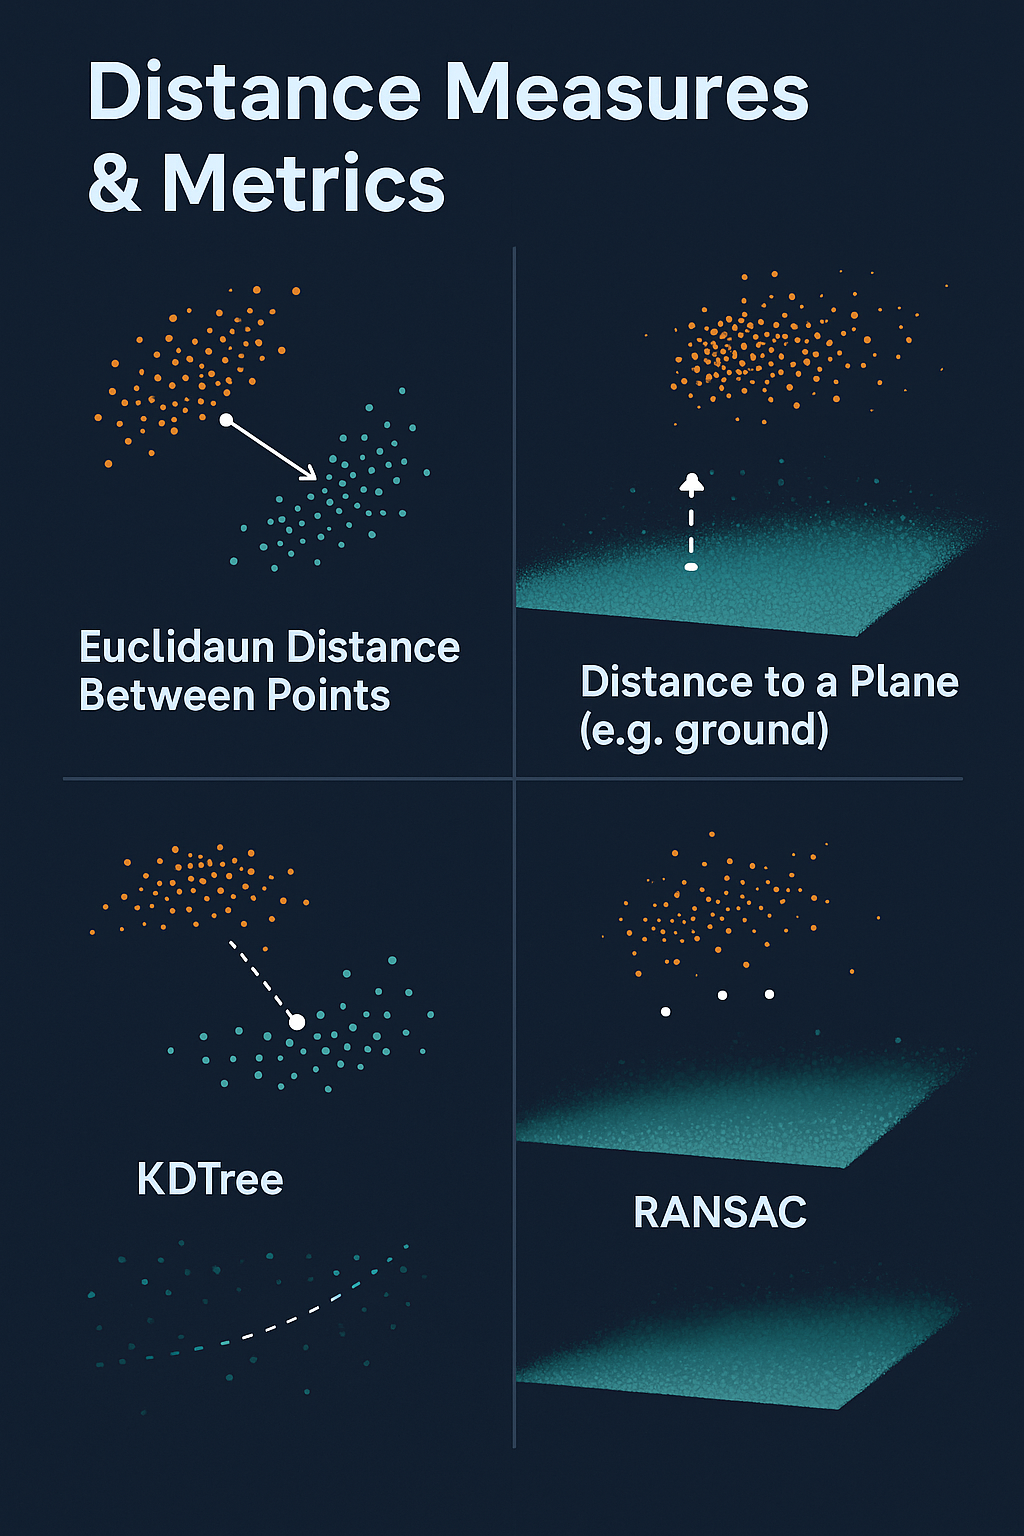 Distance Measures
& Metrics
Euclidaun Distance
Between Points
Distance to a Plane
(e.g. ground)
KDTree
RANSAC